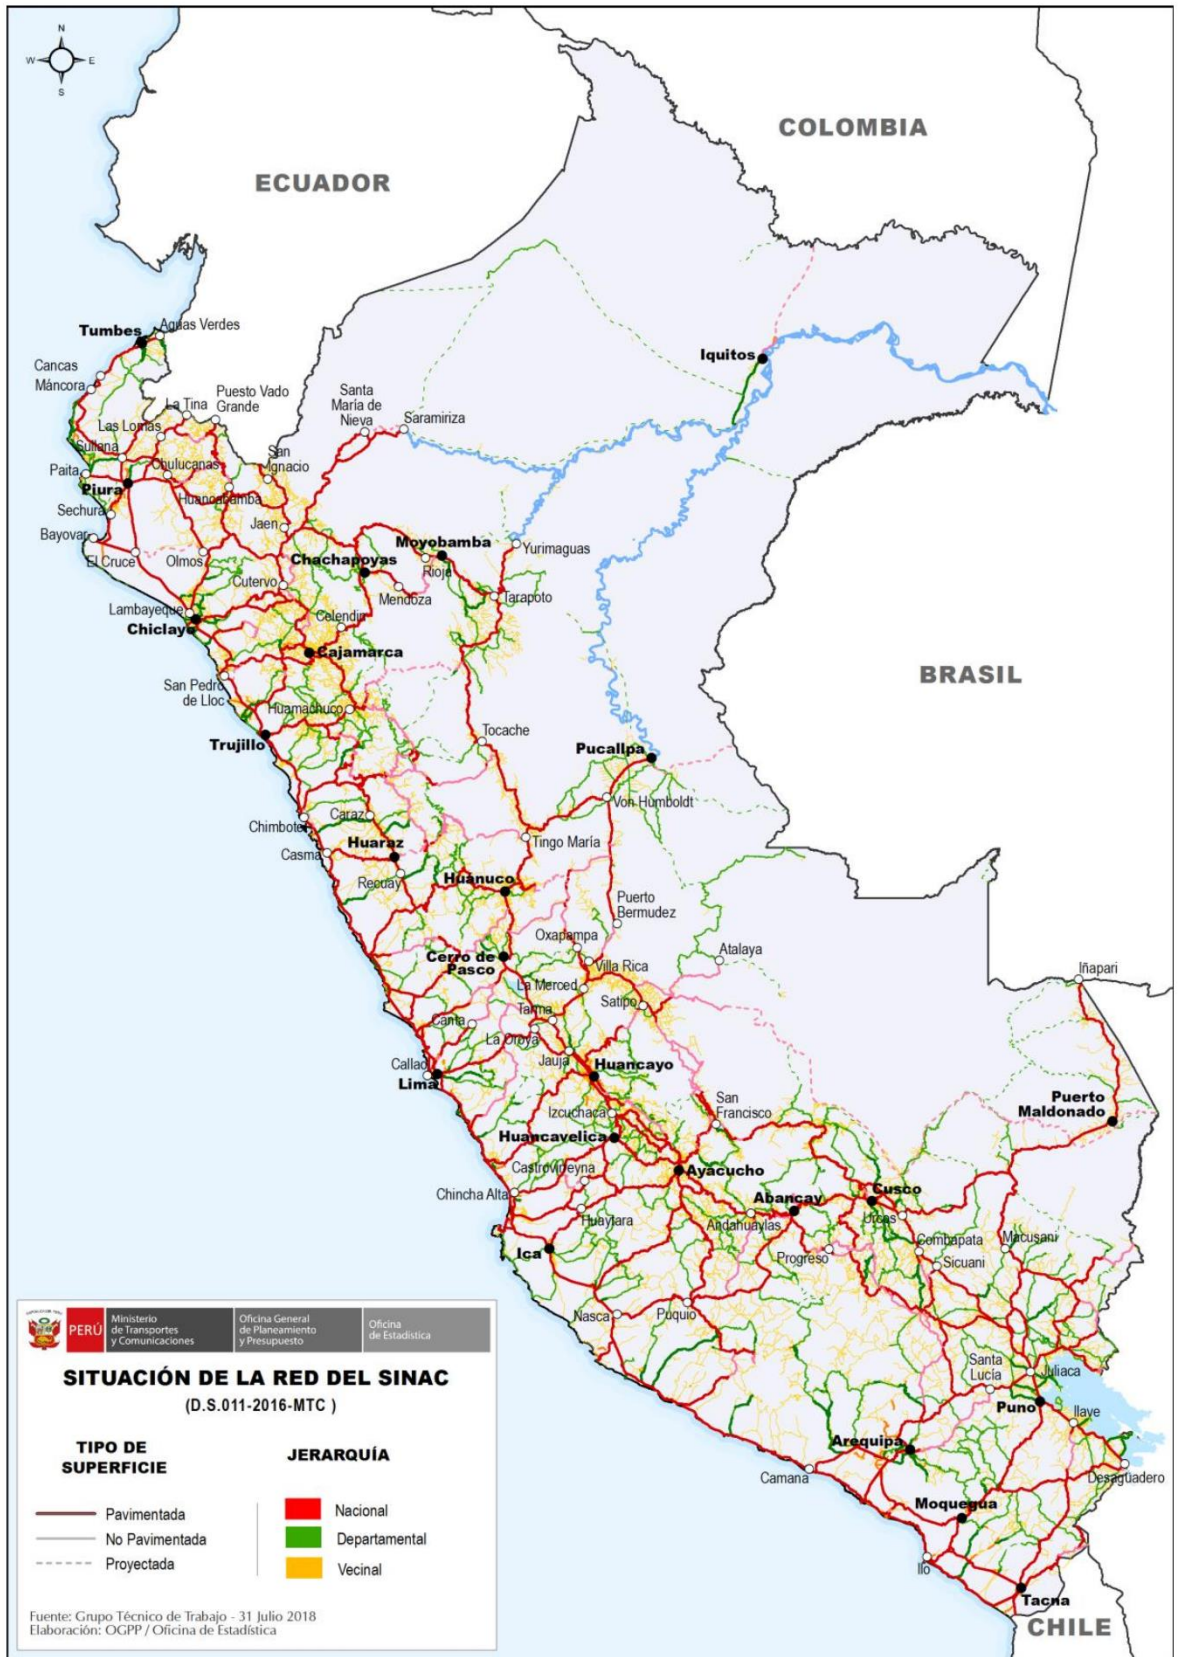 N
W
E
S
COLOMBIA
ECUADOR
Tumbes
Aguas Verdes
Iquitos
Cancas
Máncora
La Tina
Puesto Vado
Grande
Santa
María de
Nieva
Saramiriza
Las Lomas
Sullana
San
Ignacio
Paita
Chulucanas
Piura
Huancabamba
Sechura
Jaen
Bayovar
El Cruce
Olmos
Chachapoyas
Moyobamba
Rioja
Yurimaguas
Cutervo
Mendoza
Tarapoto
Lambayeque
Celendin
Chiclayo
Cajamarca
BRASIL
San Pedro
de Lloc
Huamachuco
Trujillo
Tocache
Pucallpa
Von Humboldt
Caraz
Chimbote
Huaraz
Tingo María
Casma
Recuay
Huánuco
Puerto
Bermudez
Oxapampa
Cerro de
Pasco
Villa Rica
Atalaya
Iñapari
La Merced
Satipo
Tarma
Canta
La Oroya
Jauja
Callao
Lima
Huancayo
San
Francisco
Puerto
Maldonado
Izcuchaca
Huancavelica
Castrovirreyna
Ayacucho
Chincha Alta
Abancay
Cusco
Huaytara
Andahuaylas
Urcos
Ica
Progreso
Combapata
Macusani
Sicuani
Nasca
Puquio
Santa
Lucía
Juliaca
Puno
Ilave
Arequipa
Camana
Desaguadero
Moquegua
Ilo
Tacna
CHILE
PERÚ
Ministerio
de Transportes
y Comunicaciones
Oficina General
de Planeamiento
y Presupuesto
Oficina
de Estadística
SITUACIÓN DE LA RED DEL SINAC
(D.S.011-2016-MTC )
TIPO DE
SUPERFICIE
Pavimentada
No Pavimentada
Proyectada
JERARQUÍA
Nacional
Departamental
Vecinal
Fuente: Grupo Técnico de Trabajo - 31 Julio 2018
Elaboración: OGPP / Oficina de Estadística